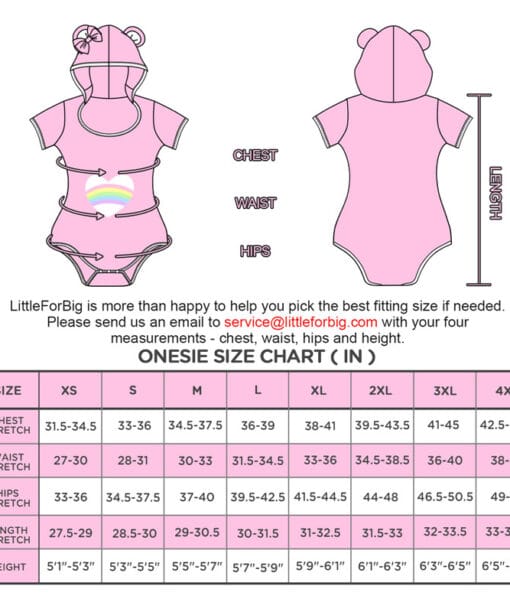 CHEST
WAIST
HIPS
LENGTH
LittleForBig is more than happy to help you pick the best fitting size if needed.
Please send us an email to service@littleforbig.com with your four
measurements - chest, waist, hips and height.
ONESIE SIZE CHART ( IN )
SIZE XS S M L XL 2XL 3XL 4X
HEST 31.5-34.5 33-36 34.5-37.5 36-39 38-41 39.5-43.5 41-45 42.5-
RETCH
AIST 27-30 28-31 30-33 31.5-34.5 33-36 34.5-38.5 36-40 38-
RETCH
HIPS 33-36 34.5-37.5 37-40 39.5-42.5 41.5-44.5 44-48 46.5-50.5 49-
RETCH
NGTH 27.5-29 28.5-30 29-30.5 30-31.5 31-32.5 31.5-33 32-33.5 33-3
RETCH
EIGHT 5'1"-5'3" 5'3"-5'5" 5'5"-5'7" 5'7"-5'9" 5'9"-6'1" 6'1"-6'3" 6'3"-6'5" 6'5"-